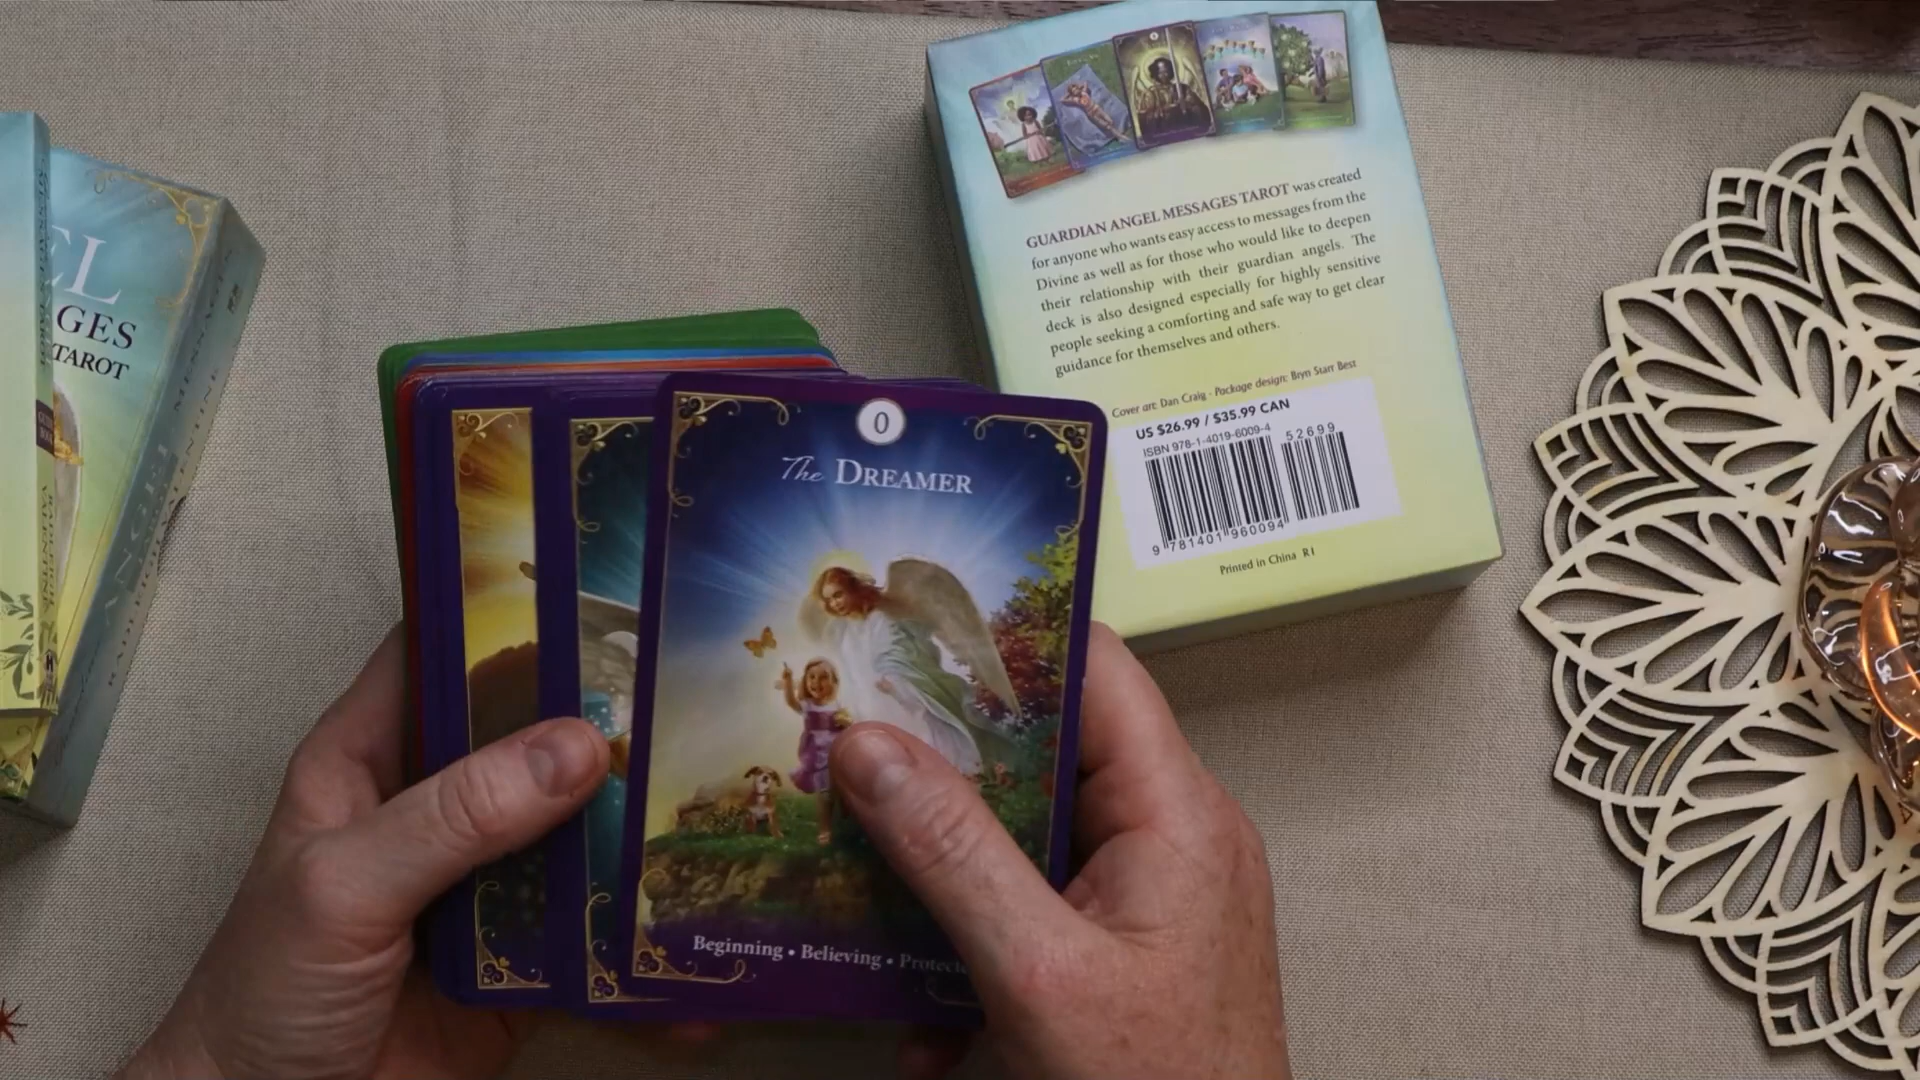 EL
GES
TAROT
GUARDIAN ANGEL MESSAGES TAROT was created
for anyone who wants easy access to messages from the
Divine as well as for those who would like to deepen
their relationship with their guardian angels. The
deck is also designed especially for highly sensitive
people seeking a comforting and safe way to get clear
guidance for themselves and others.
Cover art: Dan Craig · Package design: Bryn Starr Best
US $26.99 / $35.99 CAN
ISBN 978-1-4019-6009-4
52699
9 781401 960094
Printed in China R1
0
The DREAMER
Beginning • Believing • Protecte